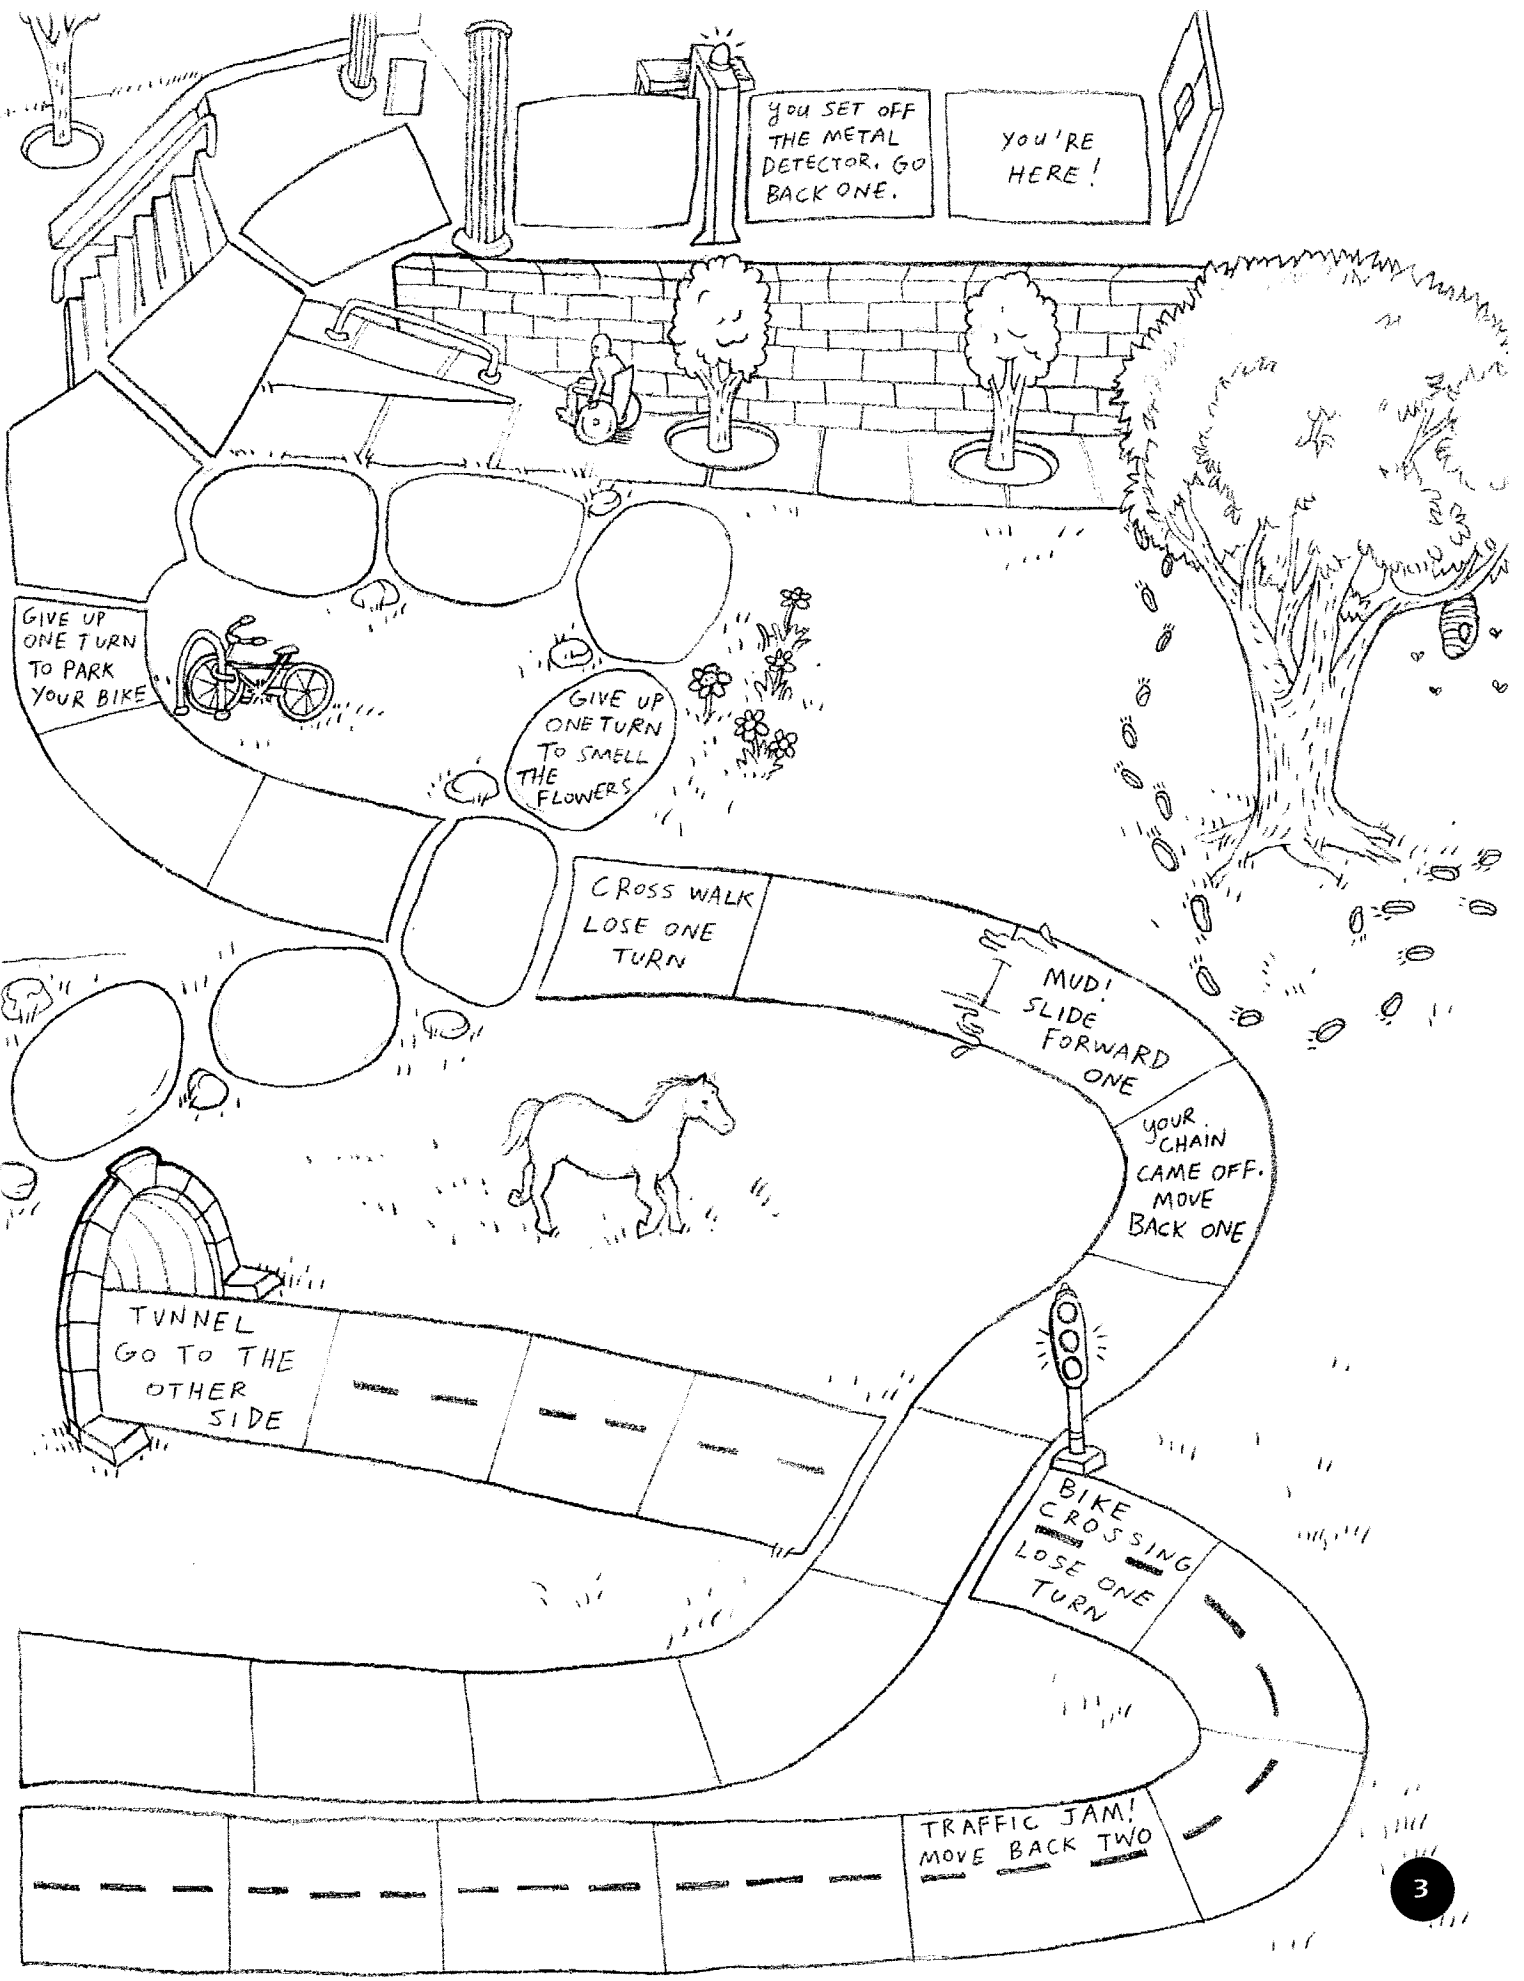 YOU SET OFF
THE METAL
DETECTOR. GO
BACK ONE.
YOU'RE
HERE!
GIVE UP
ONE TURN
TO PARK
YOUR BIKE
GIVE UP
ONE TURN
TO SMELL
THE
FLOWERS
CROSS WALK
LOSE ONE
TURN
MUD!
SLIDE
FORWARD
ONE
YOUR
CHAIN
CAME OFF.
MOVE
BACK ONE
TUNNEL
GO TO THE
OTHER
SIDE
BIKE
CROSSING
LOSE ONE
TURN
TRAFFIC JAM!
MOVE BACK TWO
3